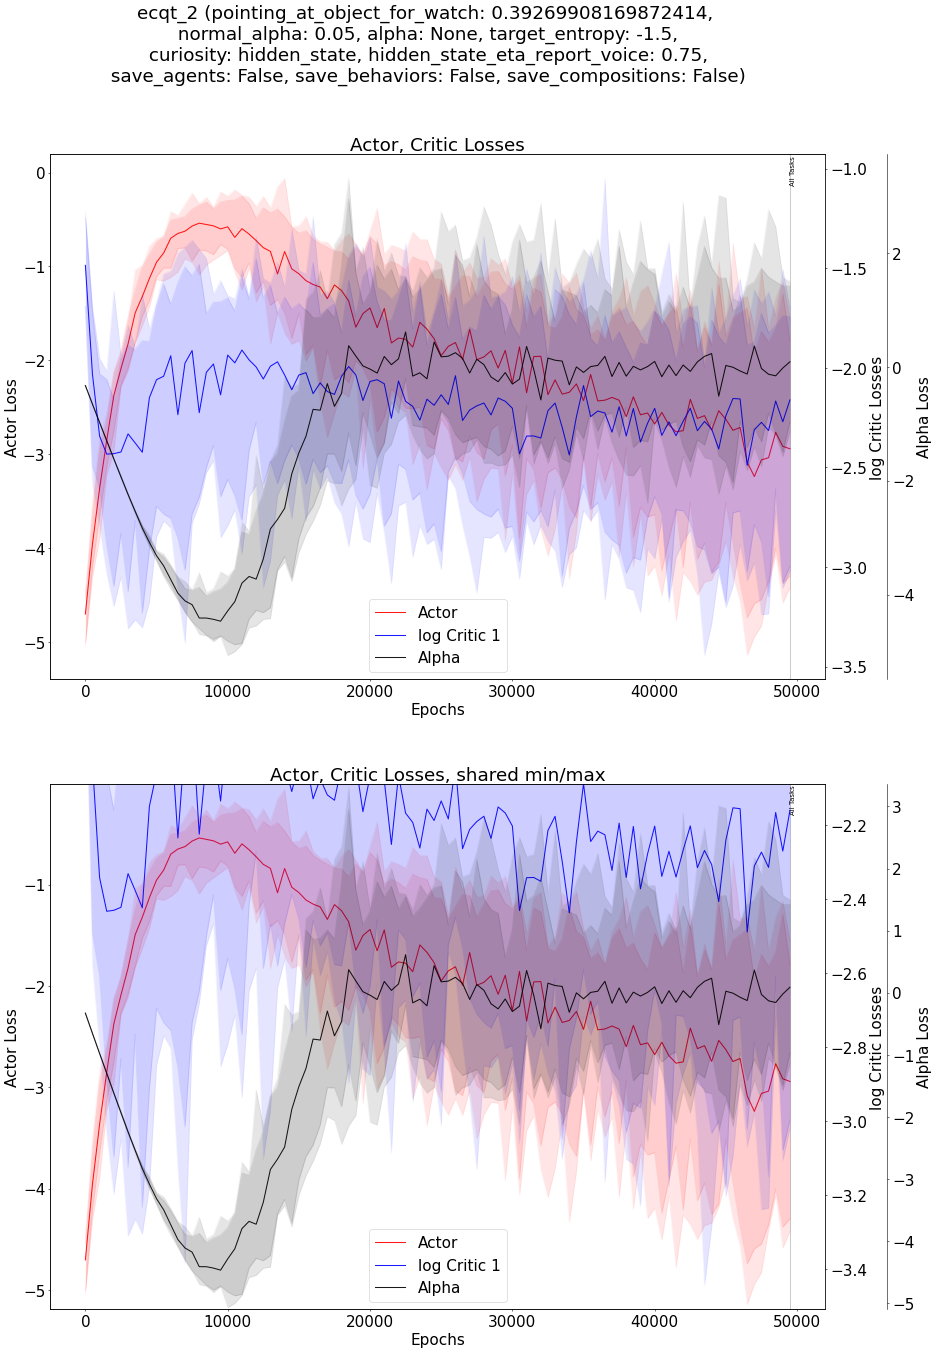 ecqt_2 (pointing_at_object_for_watch: 0.39269908169872414,
normal_alpha: 0.05, alpha: None, target_entropy: -1.5,
curiosity: hidden_state, hidden_state_eta_report_voice: 0.75,
save_agents: False, save_behaviors: False, save_compositions: False)
Actor, Critic Losses
0
−1
−2
−3
−4
−5
Actor Loss
−1.0
−1.5
−2.0
−2.5
−3.0
−3.5
log Critic Losses
2
0
−2
−4
Alpha Loss
All Tasks
Actor
log Critic 1
Alpha
0
10000
20000
30000
40000
50000
Epochs
Actor, Critic Losses, shared min/max
−1
−2
−3
−4
−5
Actor Loss
−2.2
−2.4
−2.6
−2.8
−3.0
−3.2
−3.4
log Critic Losses
3
2
1
0
−1
−2
−3
−4
−5
Alpha Loss
All Tasks
Actor
log Critic 1
Alpha
0
10000
20000
30000
40000
50000
Epochs